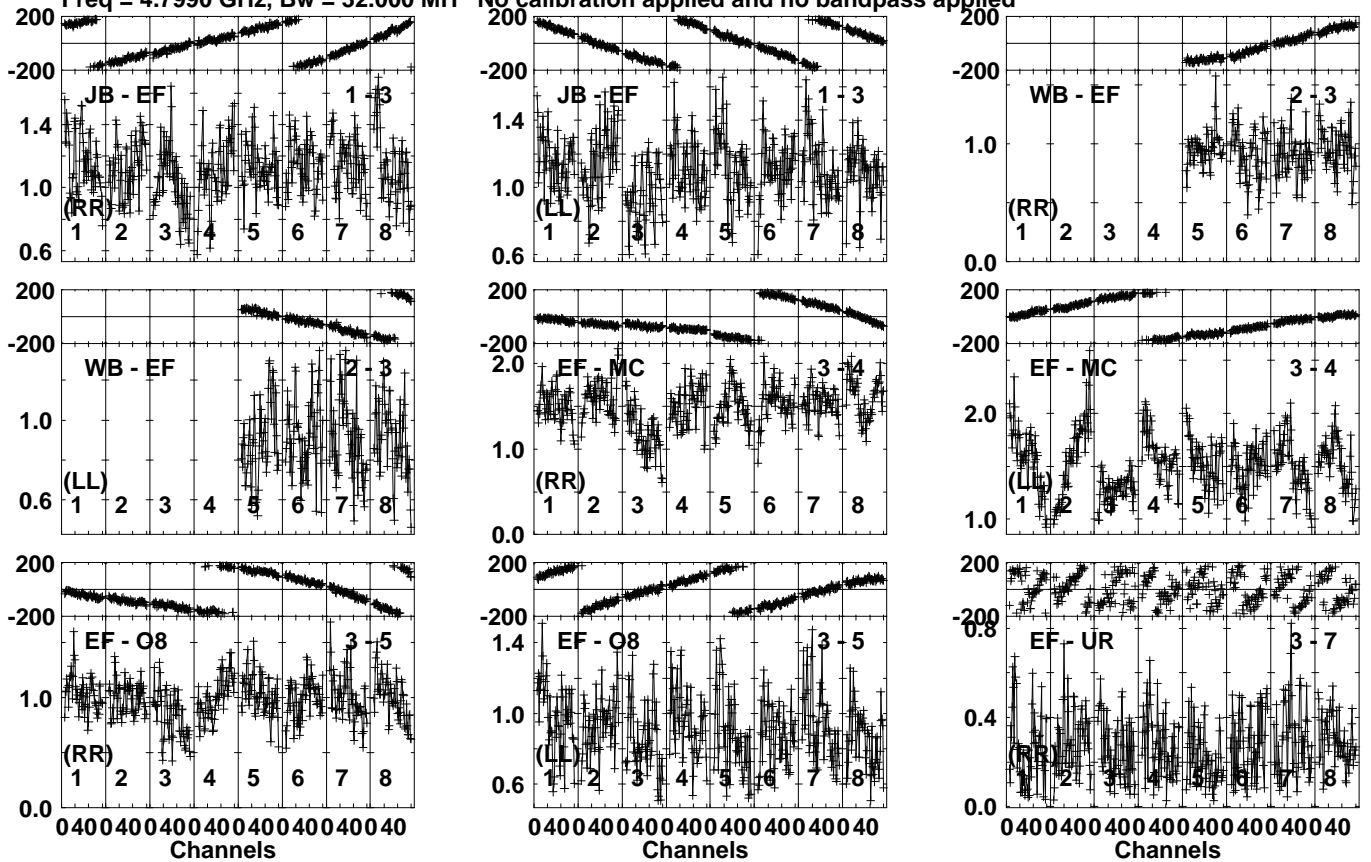 Freq = 4.7990 GHz, Bw = 32.000 MH No calibration applied and no bandpass applied
200 200 200
-200 -200 -200
JB - EF 1 - 3 JB - EF 1 - 3 WB - EF 2 - 3
1.4 1.4
1.0 1.0 1.0
(RR) (LL) (RR)
1 2 3 4 5 6 7 8 1 2 3 4 5 6 7 8 1 2 3 4 5 6 7 8
0.6 0.6 0.0
200 200 200
-200 -200 -200
WB - EF 2 - 3 EF - MC 3 - 4 EF - MC 3 - 4
2.0 2.0
1.0 1.0
0.6 1.0
(LL) (RR) (LL)
1 2 3 4 5 6 7 8 1 2 3 4 5 6 7 8 1 2 3 4 5 6 7 8
0.0
200 200 200
-200 -200 -200
0.8
EF - O8 3 - 5 EF - O8 3 - 5 EF - UR 3 - 7
1.4
1.0 1.0 0.4
(RR) (LL) (RR)
1 2 3 4 5 6 7 8 1 2 3 4 5 6 7 8 1 2 3 4 5 6 7 8
0.0 0.6 0.0
0 40 0 40 0 40 0 40 0 40 0 40 0 40 0 40 0 40 0 40 0 40 0 40 0 40 0 40 0 40 0 40 0 40 0 40 0 40 0 40 0 40 0 40 0 40 0 40
Channels Channels Channels